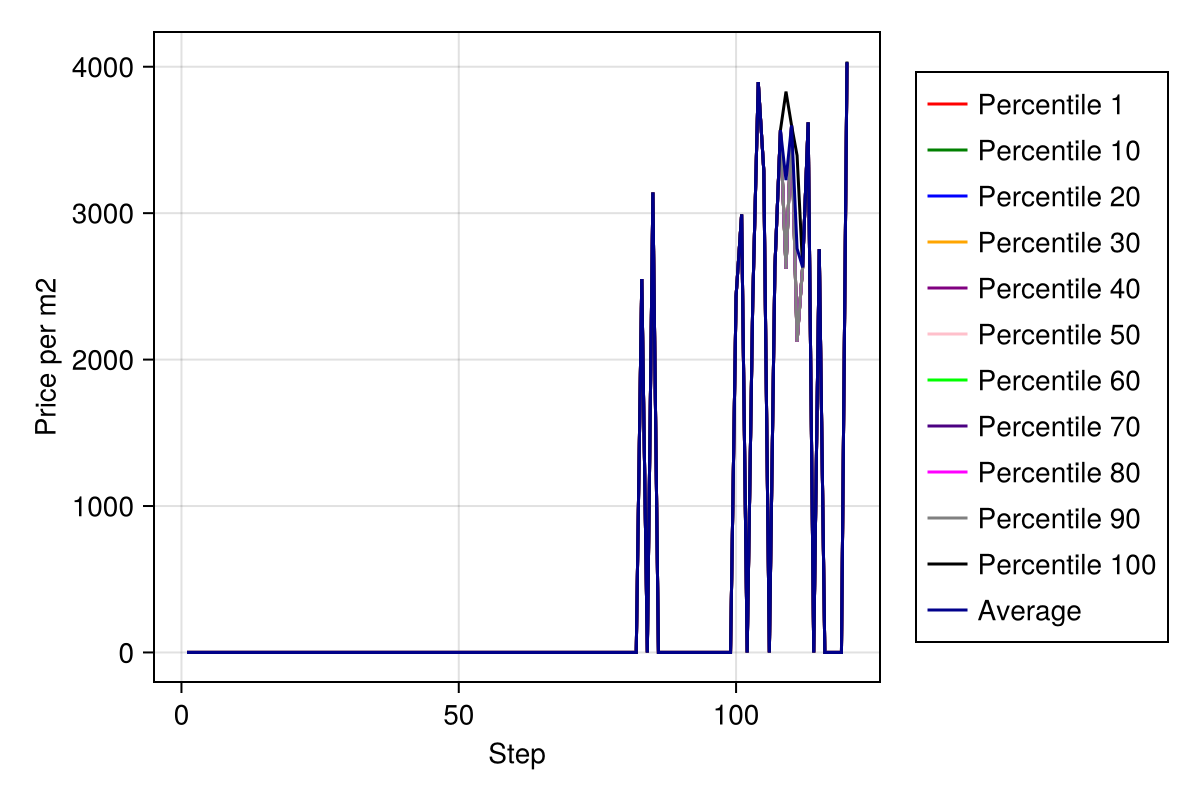 4000
3000
2000
1000
0
Price per m2
0
50
100
Step
Percentile 1
Percentile 10
Percentile 20
Percentile 30
Percentile 40
Percentile 50
Percentile 60
Percentile 70
Percentile 80
Percentile 90
Percentile 100
Average